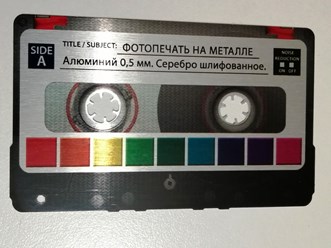 SIDE
A
TITLE / SUBJECT: ФОТОПЕЧАТЬ НА МЕТАЛЛЕ
Алюминий 0,5 мм. Серебро шлифованное.
NOISE
REDUCTION
ON OFF